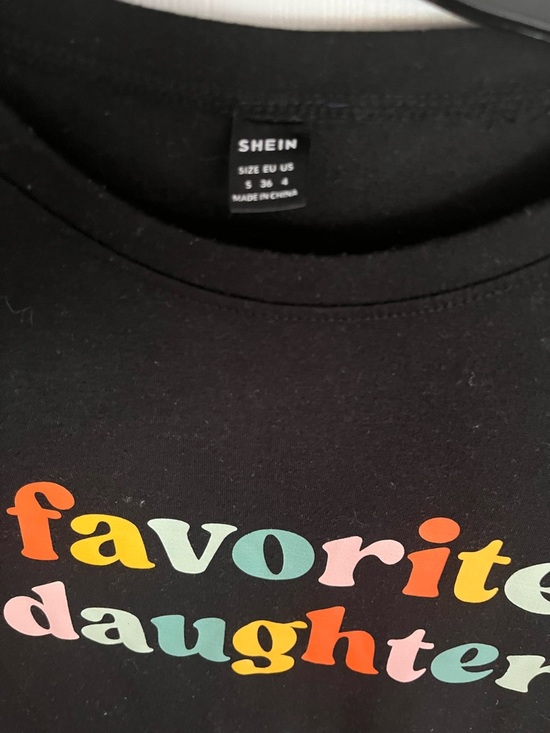 SHEIN
SIZE EU US
S 36 4
MADE IN CHINA
favorite
daughter